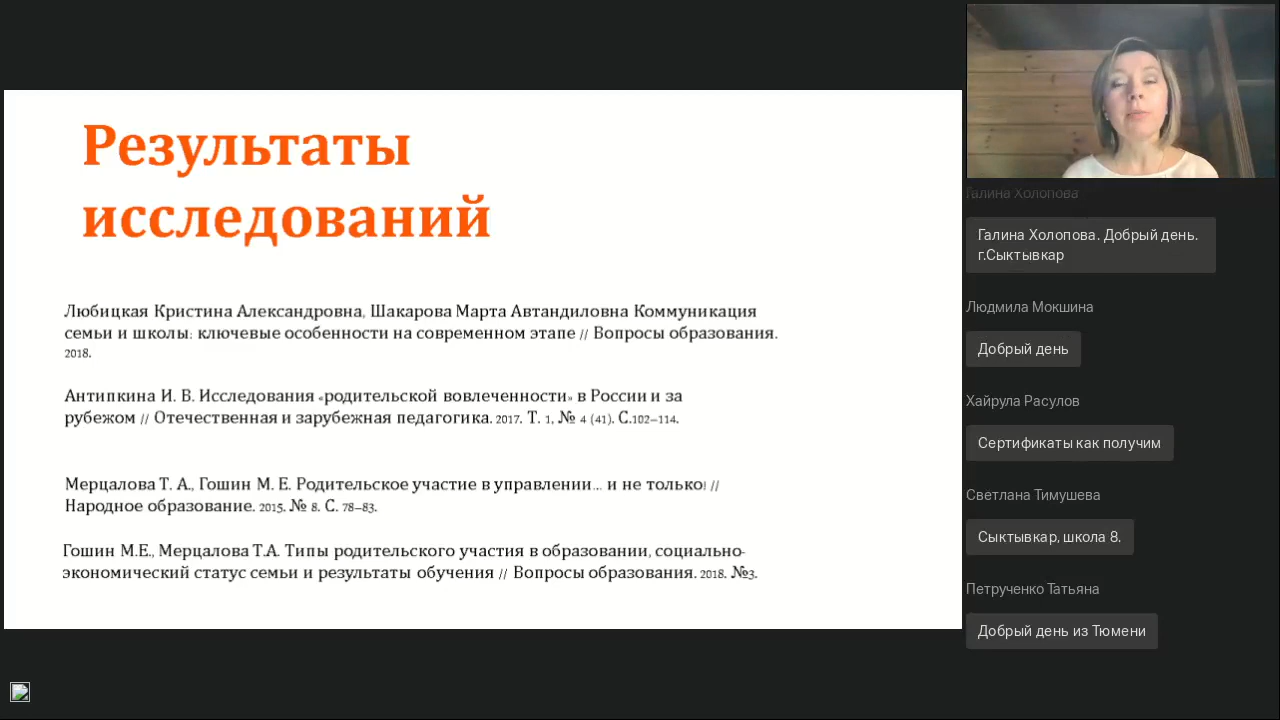 Результаты
исследований
Любицкая Кристина Александровна, Шакарова Марта Автандиловна Коммуникация
семьи и школы: ключевые особенности на современном этапе // Вопросы образования.
2018.
Антипкина И. В. Исследования «родительской вовлеченности» в России и за
рубежом // Отечественная и зарубежная педагогика. 2017. Т. 1, № 4 (41). С.102–114.
Мерцалова Т. А., Гошин М. Е. Родительское участие в управлении… и не только! //
Народное образование. 2015. № 8. С. 78–83.
Гошин М.Е., Мерцалова Т.А. Типы родительского участия в образовании, социально-
экономический статус семьи и результаты обучения // Вопросы образования. 2018. №3.
Галина Холопова
Галина Холопова. Добрый день.
г.Сыктывкар
Людмила Мокшина
Добрый день
Хайрула Расулов
Сертификаты как получим
Светлана Тимушева
Сыктывкар, школа 8.
Петрученко Татьяна
Добрый день из Тюмени